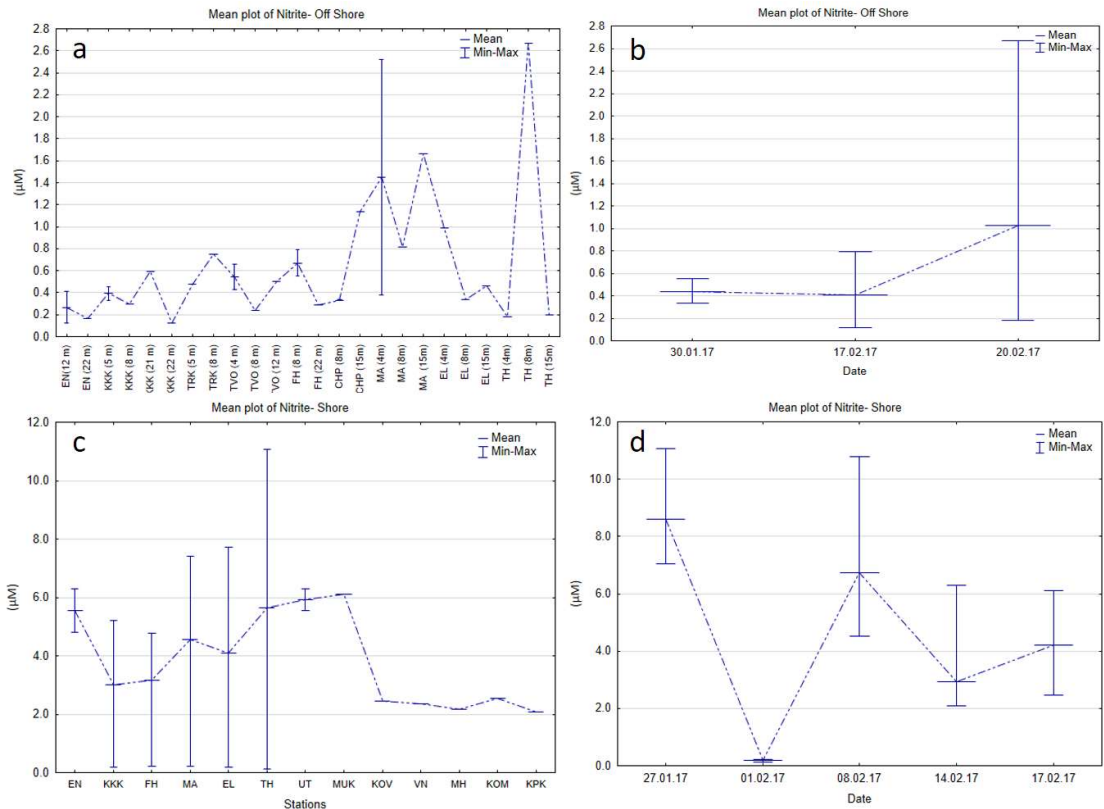 Mean plot of Nitrite- Off Shore
a
Mean
Min-Max
2.8
2.6
2.4
2.2
2.0
1.8
1.6
1.4
1.2
1.0
0.8
0.6
0.4
0.2
0.0
(µM)
EN(12 m)
EN (22 m)
KKK (5 m)
KKK (8 m)
KKK (21 m)
KKK (22 m)
TRK (5 m)
TRK (8 m)
TVO (4m)
TVO (8 m)
TVO (12 m)
FH (8 m)
FH (22 m)
CHP (8m)
CHP (15m)
MA (4m)
MA (8m)
MA (15m)
EL (4m)
EL (8m)
EL (15m)
TH (4m)
TH (8m)
TH (15m)
Mean plot of Nitrite- Off Shore
b
Mean
Min-Max
2.8
2.6
2.4
2.2
2.0
1.8
1.6
1.4
1.2
1.0
0.8
0.6
0.4
0.2
0.0
(µM)
30.01.17
17.02.17
20.02.17
Date
Mean plot of Nitrite- Shore
c
Mean
Min-Max
12.0
10.0
8.0
6.0
4.0
2.0
0.0
(µM)
EN
KKK
FH
MA
EL
TH
UT
MUK
KOV
VN
MH
KOM
KPK
Stations
Mean plot of Nitrite- Shore
d
Mean
Min-Max
12.0
10.0
8.0
6.0
4.0
2.0
0.0
(µM)
27.01.17
01.02.17
08.02.17
14.02.17
17.02.17
Date